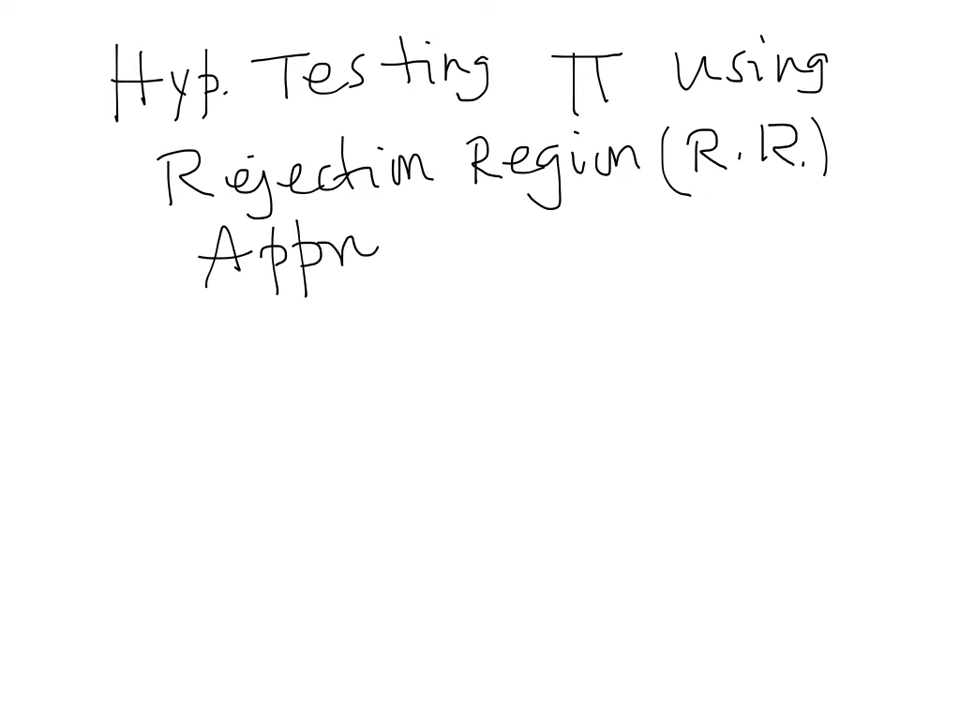 Hyp. Testing π using
Rejection Region (R.R.)
Appr